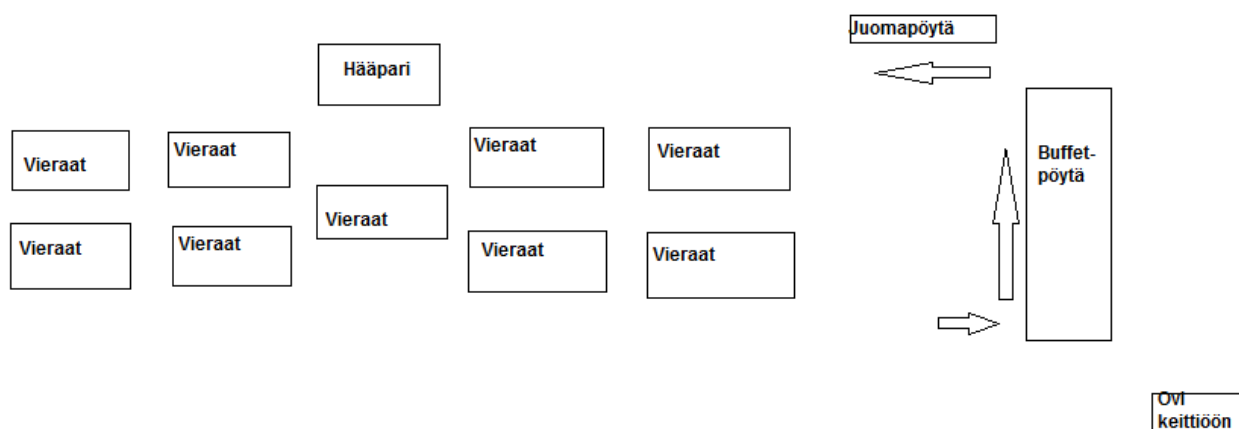 Juomapöytä
Hääpari
Vieraat
Vieraat
Vieraat
Vieraat
Buffet-
pöytä
Vieraat
Vieraat
Vieraat
Vieraat
Vieraat
Ovi
keittiöön